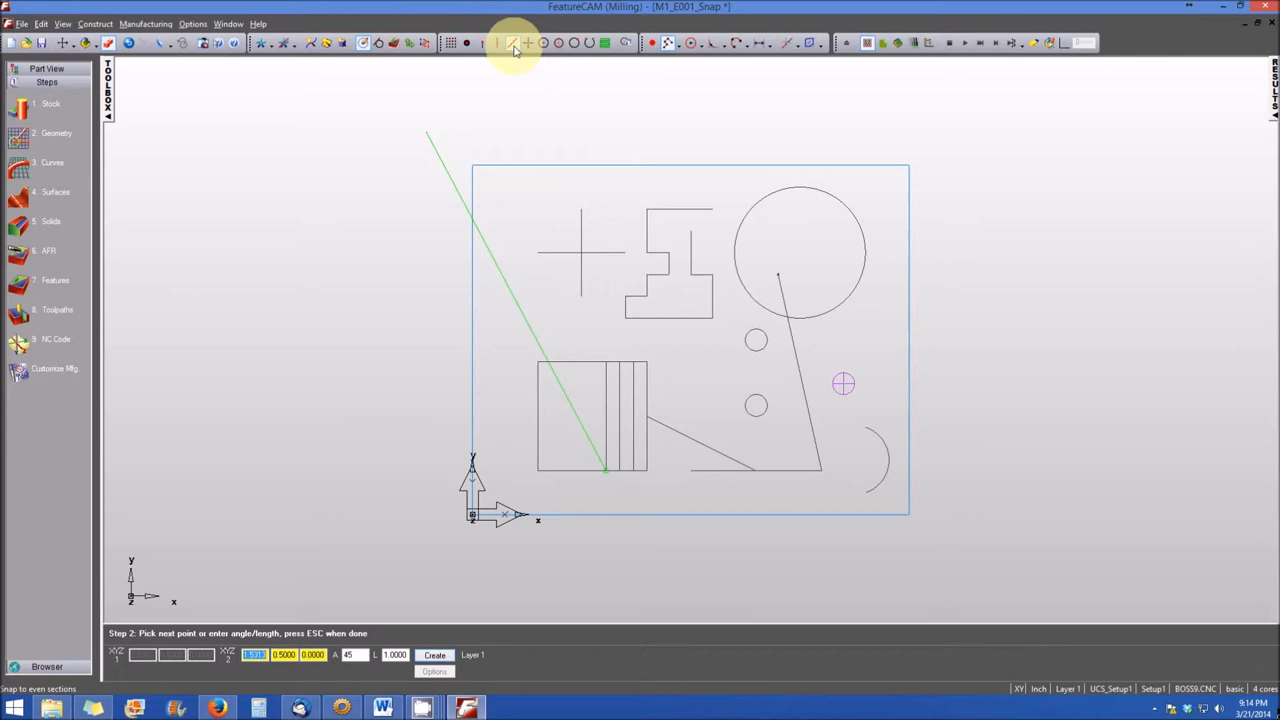 FeatureCAM (Milling) - [M1_E001_Snap *]
File Edit View Construct Manufacturing Options Window Help
Part View
Steps
1 Stock
2. Geometry
3. Curves
4. Surfaces
5 Solids
6. AFR
7. Features
8. Toolpaths
9. NC Code
Customize Mfg.
Browser
TOOLBOX
RESULTS
y
z x
y
z x
Step 2: Pick next point or enter angle/length, press ESC when done
XYZ 1 XYZ 2 0.5000 0.0000 A 45 L 1.0000 Create Layer 1
Options
Snap to even sections
XY Inch Layer 1 UCS_Setup1 Setup1 BOSS9.CNC basic 4 cores
9:14 PM
3/21/2014